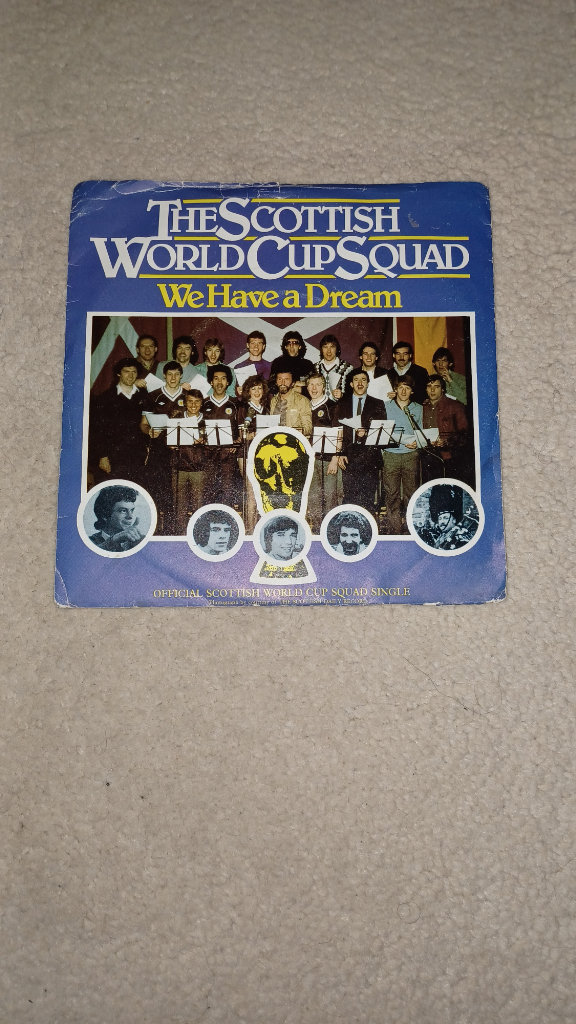 The Scottish
World Cup Squad
We Have a Dream
OFFICIAL SCOTTISH WORLD CUP SQUAD SINGLE